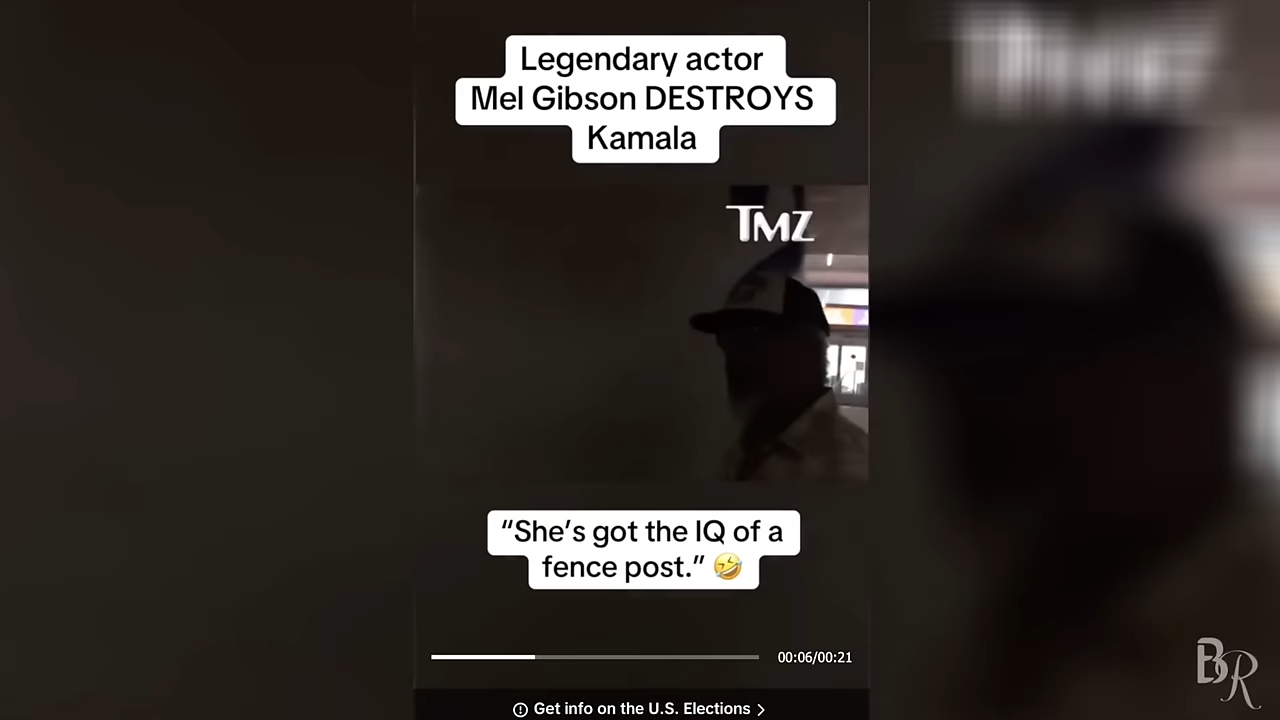 Legendary actor
Mel Gibson DESTROYS
Kamala
TMZ
“She’s got the IQ of a
fence post.” 🤣
00:06/00:21
Get info on the U.S. Elections >
BR